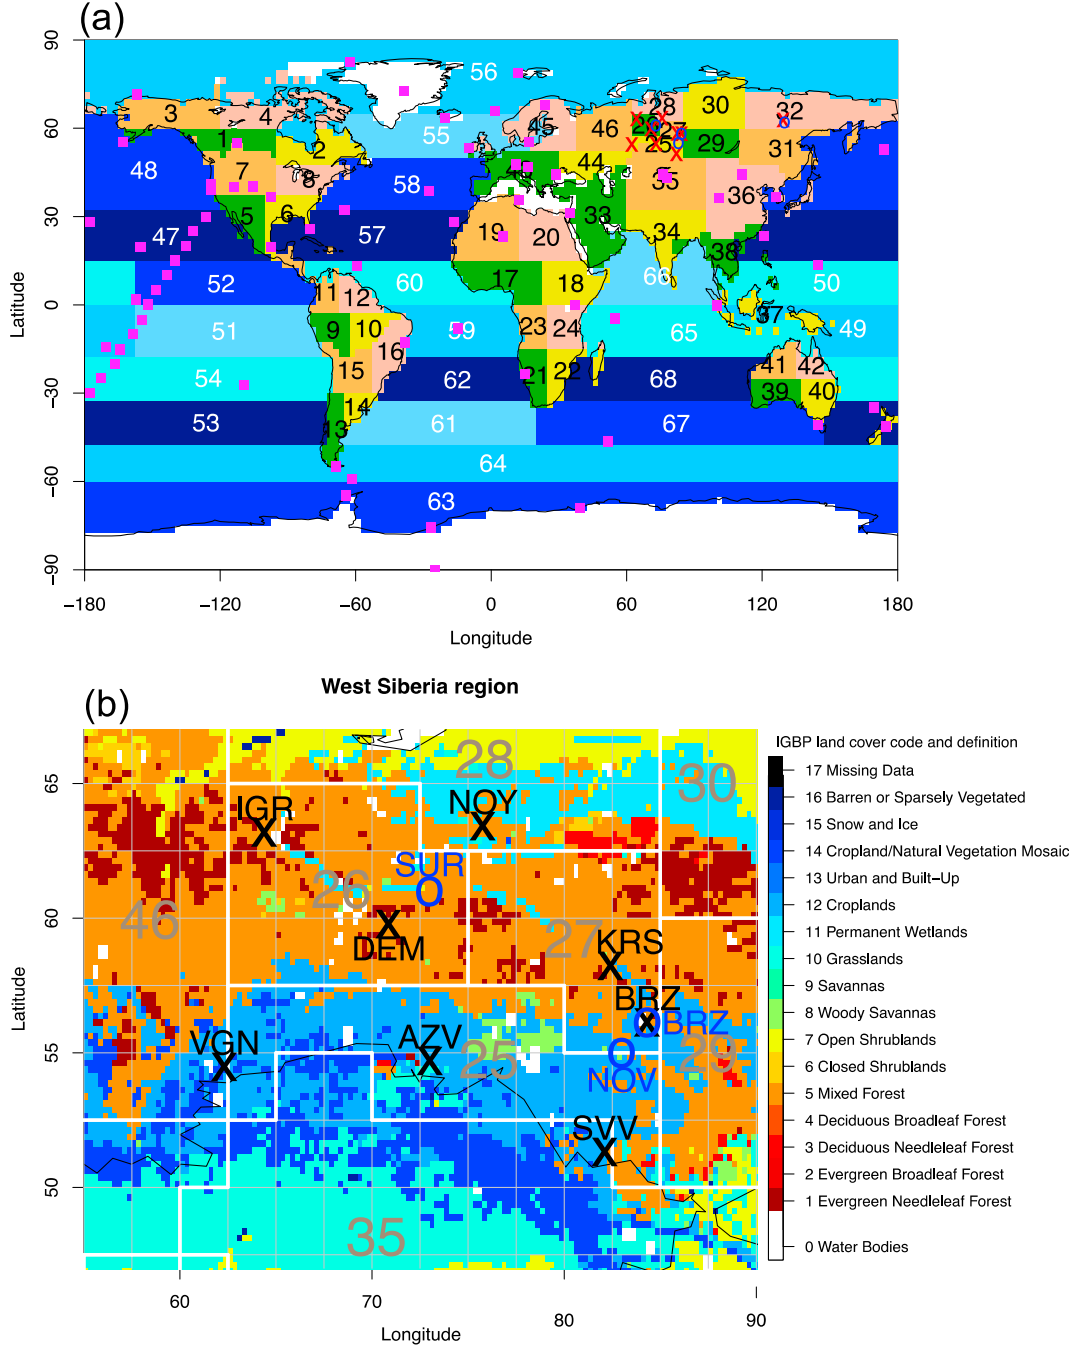 (a)
90
60
30
0
−30
−60
−90
Latitude
56
3
4
55
45
46
28
30
32
1
2
26
27
25
29
31
48
7
8
58
44
35
36
5
6
33
47
57
19
20
34
38
52
11
12
60
17
18
66
50
51
9
10
59
23
24
65
37
49
54
15
16
62
21
22
68
41
42
39
40
53
13
14
61
67
64
63
−180
−120
−60
0
60
120
180
Longitude
(b)
West Siberia region
Latitude
65
60
55
50
28
30
IGR
NOY
SUR
26
46
DEM
27
KRS
BRZ
BRZ
VGN
AZV
25
29
NOV
SVV
35
60
70
80
90
Longitude
IGBP land cover code and definition
17 Missing Data
16 Barren or Sparsely Vegetated
15 Snow and Ice
14 Cropland/Natural Vegetation Mosaic
13 Urban and Built−Up
12 Croplands
11 Permanent Wetlands
10 Grasslands
9 Savannas
8 Woody Savannas
7 Open Shrublands
6 Closed Shrublands
5 Mixed Forest
4 Deciduous Broadleaf Forest
3 Deciduous Needleleaf Forest
2 Evergreen Broadleaf Forest
1 Evergreen Needleleaf Forest
0 Water Bodies